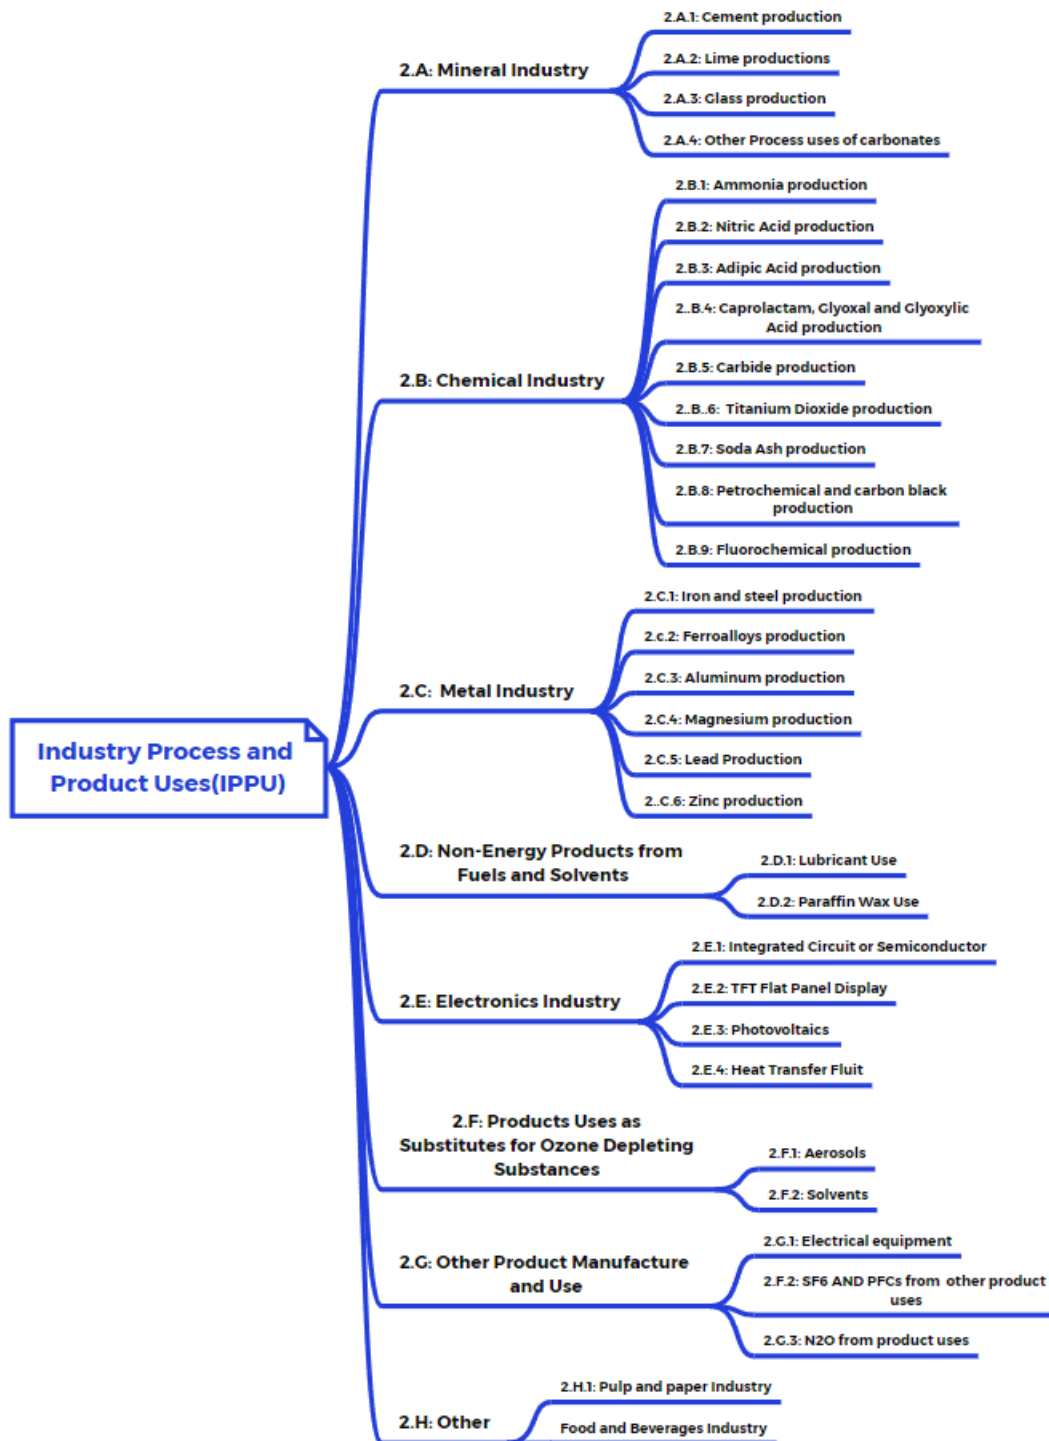 Industry Process and
Product Uses(IPPU)
2.A: Mineral Industry
2.A.1: Cement production
2.A.2: Lime productions
2.A.3: Glass production
2.A.4: Other Process uses of carbonates
2.B: Chemical Industry
2.B.1: Ammonia production
2.B.2: Nitric Acid production
2.B.3: Adipic Acid production
2..B.4: Caprolactam, Glyoxal and Glyoxylic
Acid production
2.B.5: Carbide production
2..B..6: Titanium Dioxide production
2.B.7: Soda Ash production
2.B.8: Petrochemical and carbon black
production
2.B.9: Fluorochemical production
2.C: Metal Industry
2.C.1: Iron and steel production
2.c.2: Ferroalloys production
2.C.3: Aluminum production
2.C.4: Magnesium production
2.C.5: Lead Production
2..C.6: Zinc production
2.D: Non-Energy Products from
Fuels and Solvents
2.D.1: Lubricant Use
2.D.2: Paraffin Wax Use
2.E: Electronics Industry
2.E.1: Integrated Circuit or Semiconductor
2.E.2: TFT Flat Panel Display
2.E.3: Photovoltaics
2.E.4: Heat Transfer Fluit
2.F: Products Uses as
Substitutes for Ozone Depleting
Substances
2.F.1: Aerosols
2.F.2: Solvents
2.G: Other Product Manufacture
and Use
2.G.1: Electrical equipment
2.F.2: SF6 AND PFCs from other product
uses
2.G.3: N2O from product uses
2.H: Other
2.H.1: Pulp and paper Industry
Food and Beverages Industry